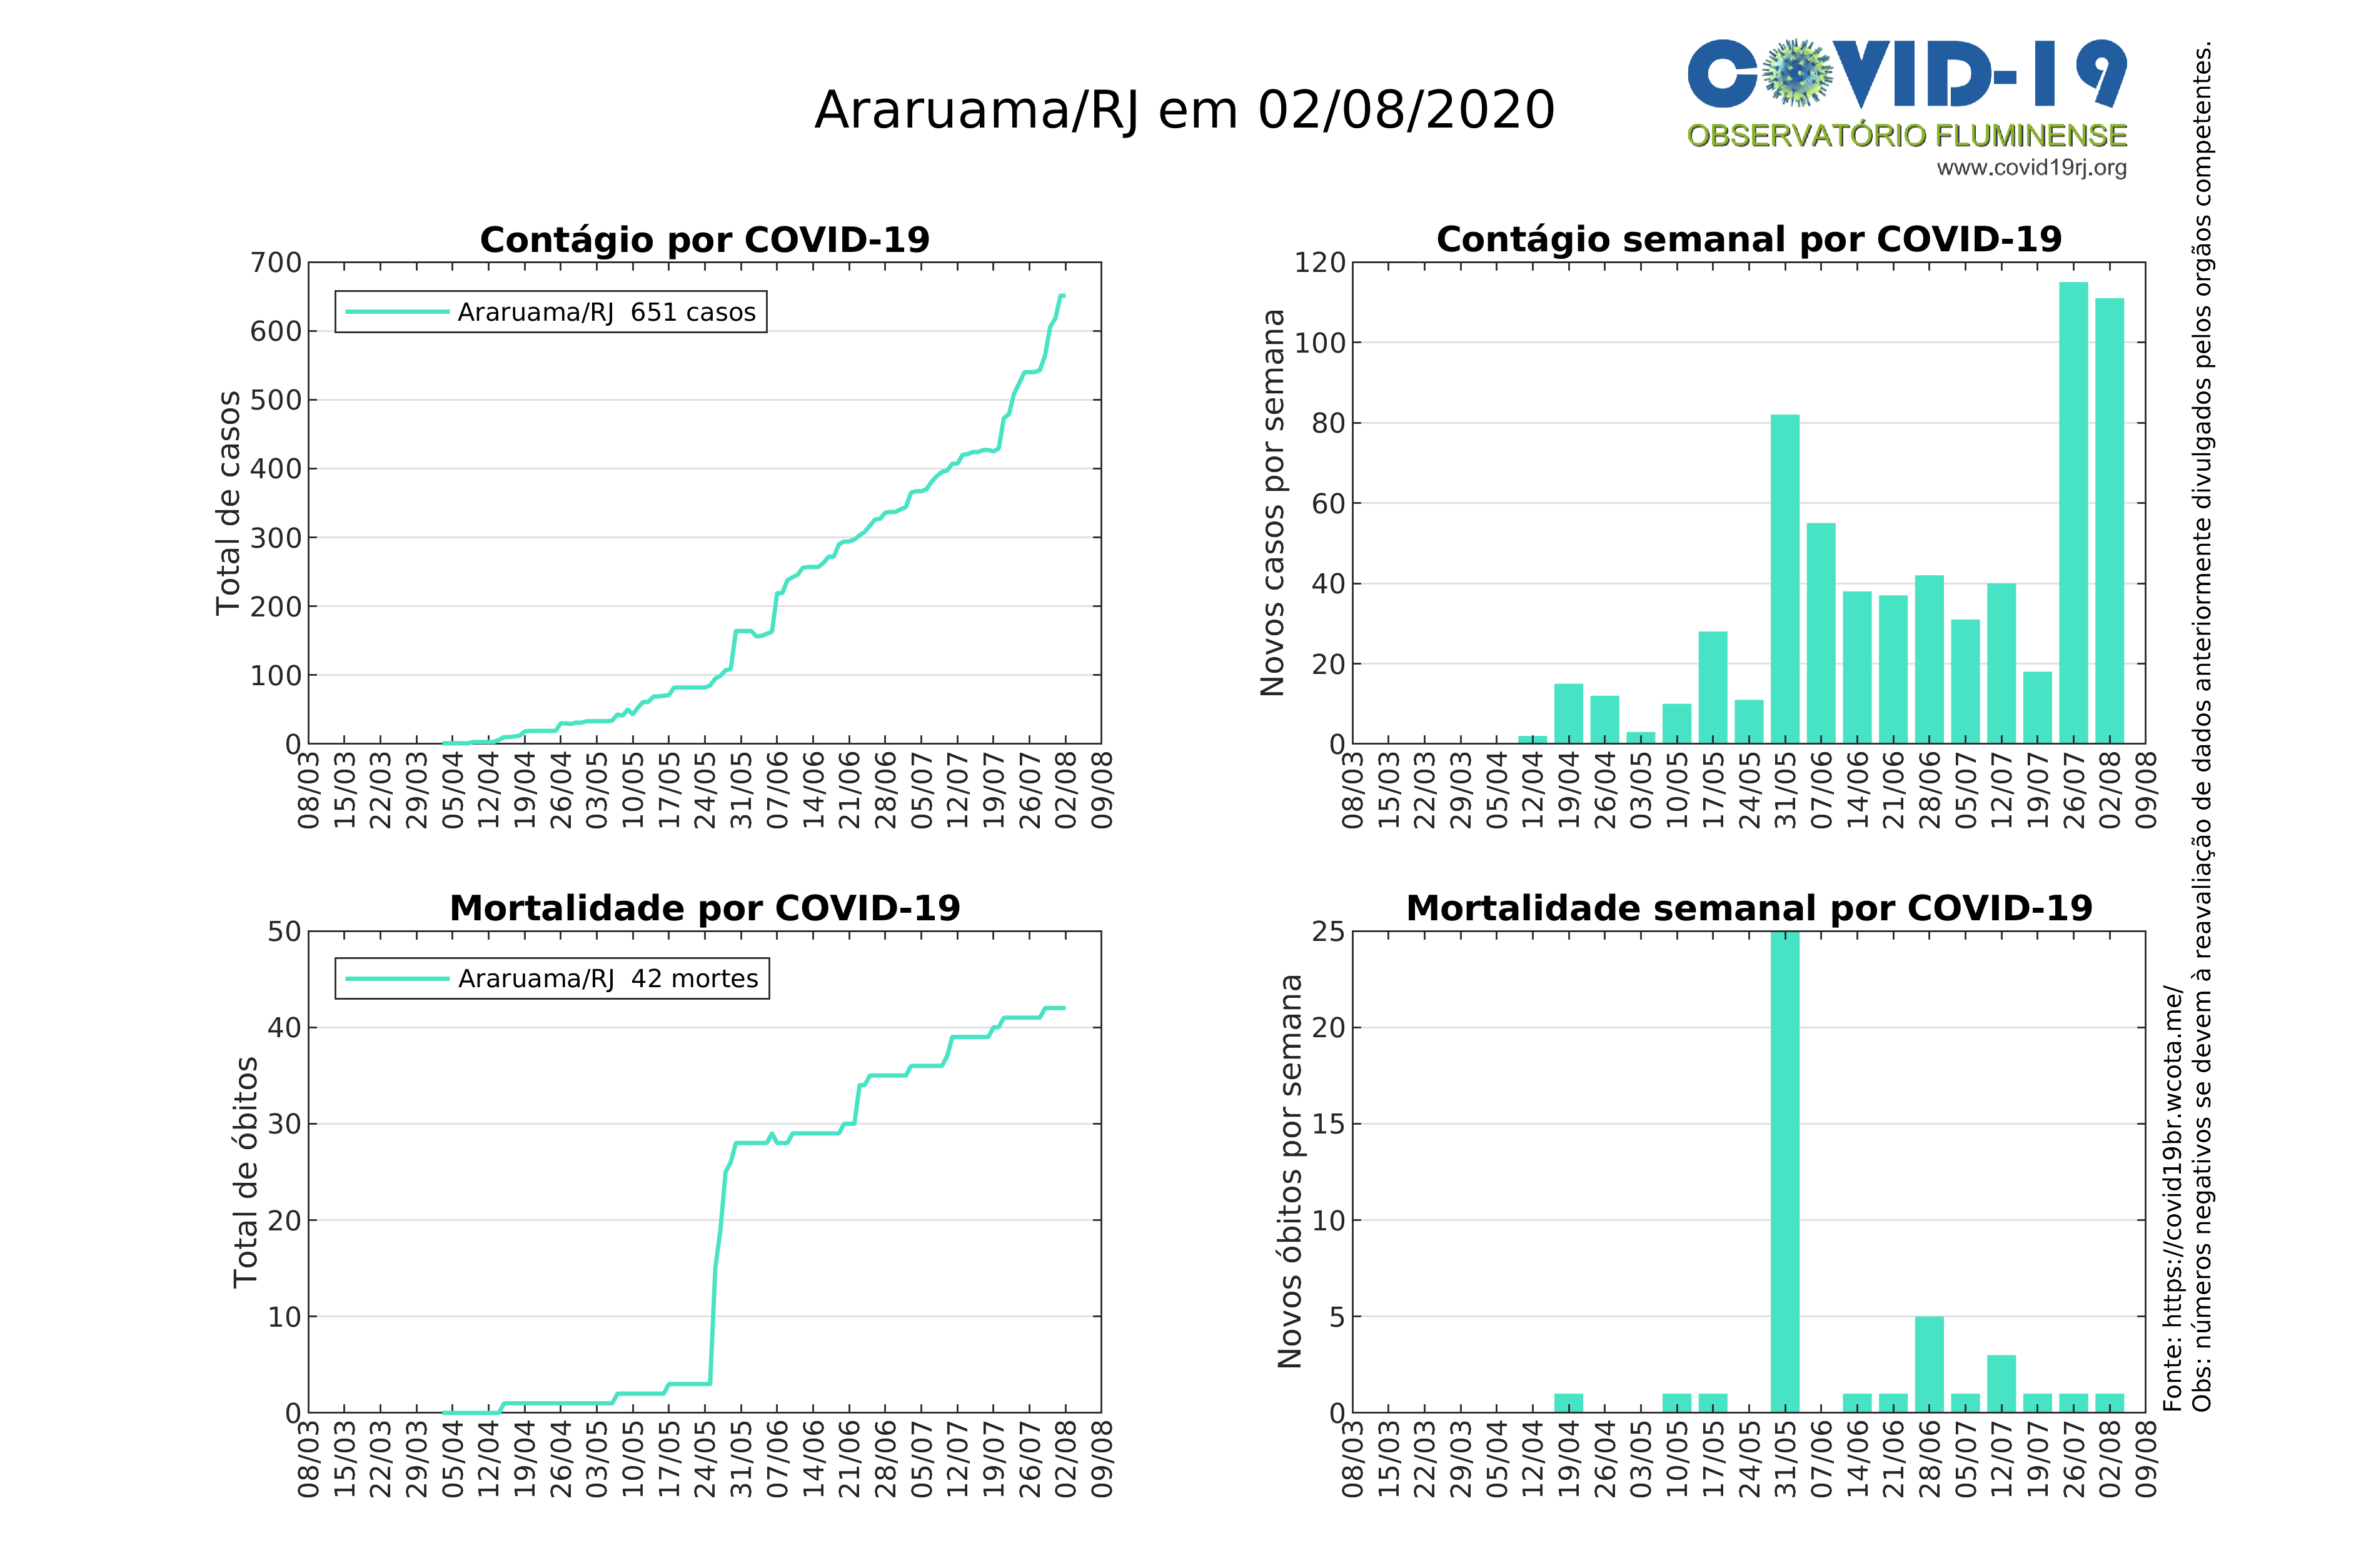 Araruama/RJ em 02/08/2020
COVID-19
OBSERVATÓRIO FLUMINENSE
www.covid19rj.org
Contágio por COVID-19
Total de casos
700
600
500
400
300
200
100
0
Araruama/RJ 651 casos
08/03 15/03 22/03 29/03 05/04 12/04 19/04 26/04 03/05 10/05 17/05 24/05 31/05 07/06 14/06 21/06 28/06 05/07 12/07 19/07 26/07 02/08 09/08
Contágio semanal por COVID-19
Novos casos por semana
120
100
80
60
40
20
0
08/03 15/03 22/03 29/03 05/04 12/04 19/04 26/04 03/05 10/05 17/05 24/05 31/05 07/06 14/06 21/06 28/06 05/07 12/07 19/07 26/07 02/08 09/08
Mortalidade por COVID-19
Total de óbitos
50
40
30
20
10
0
Araruama/RJ 42 mortes
08/03 15/03 22/03 29/03 05/04 12/04 19/04 26/04 03/05 10/05 17/05 24/05 31/05 07/06 14/06 21/06 28/06 05/07 12/07 19/07 26/07 02/08 09/08
Mortalidade semanal por COVID-19
Novos óbitos por semana
25
20
15
10
5
0
08/03 15/03 22/03 29/03 05/04 12/04 19/04 26/04 03/05 10/05 17/05 24/05 31/05 07/06 14/06 21/06 28/06 05/07 12/07 19/07 26/07 02/08 09/08
Fonte: https://covid19br.wcota.me/
Obs: números negativos se devem à reavaliação de dados anteriormente divulgados pelos orgãos competentes.